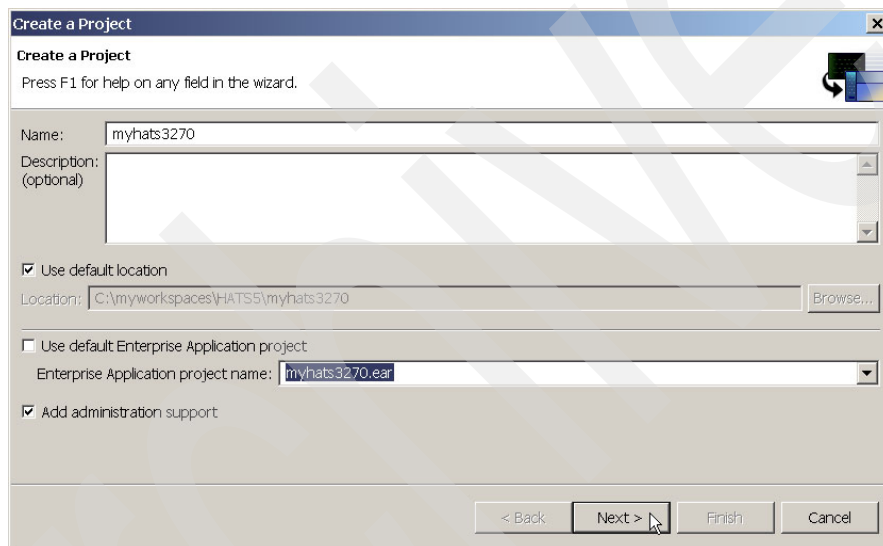 Create a Project
Create a Project
Press F1 for help on any field in the wizard.
Name: myhats3270
Description:
(optional)
Use default location
Location: C:\myworkspaces\HATS5\myhats3270 Browse...
Use default Enterprise Application project
Enterprise Application project name: myhats3270.ear
Add administration support
< Back Next > Finish Cancel